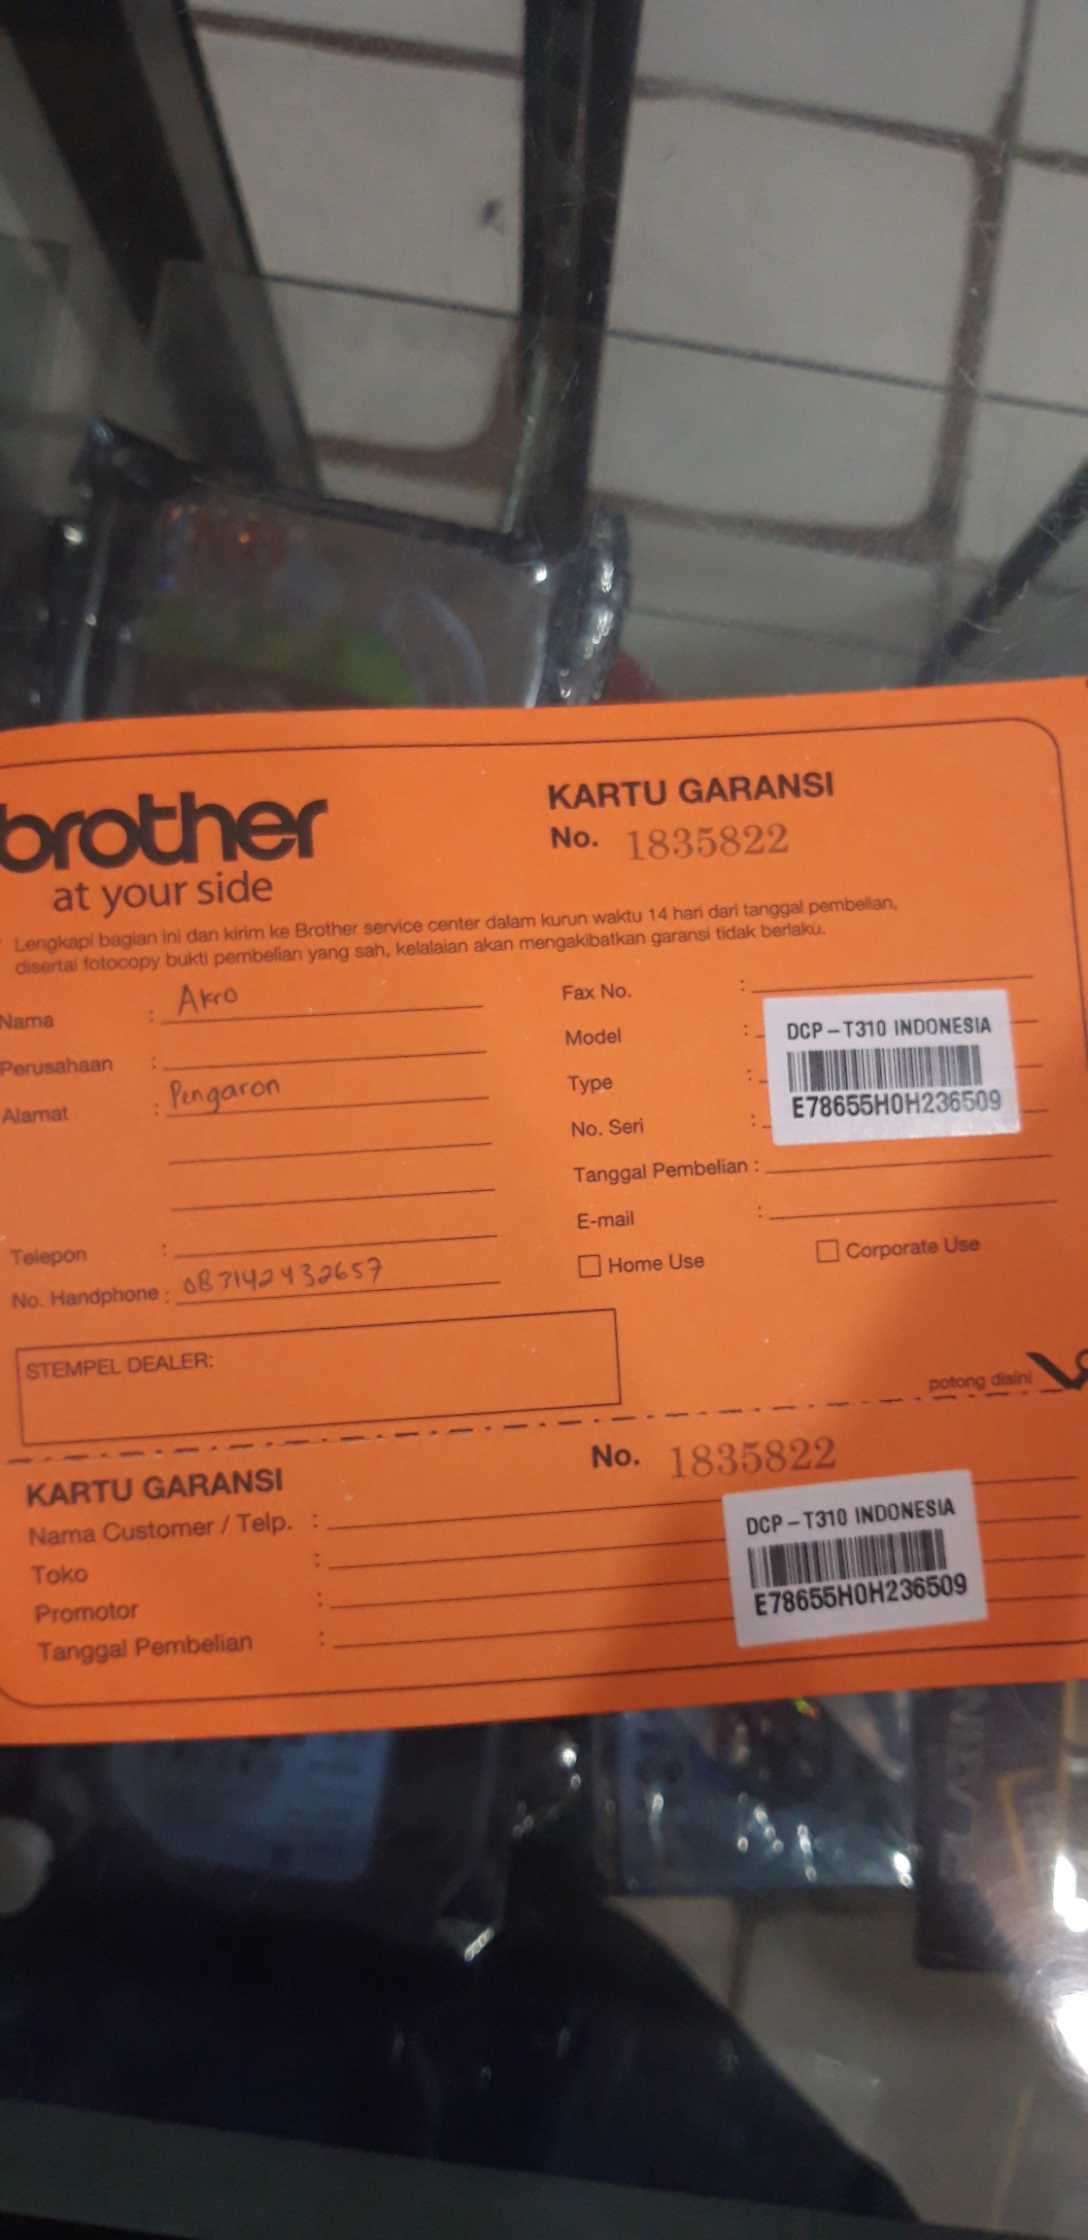 brother
at your side
KARTU GARANSI
No. 1835822
Lengkapi bagian ini dan kirim ke Brother service center dalam kurun waktu 14 hari dari tanggal pembelian,
disertai fotocopy bukti pembelian yang sah, kelalaian akan mengakibatkan garansi tidak berlaku.
Nama : Akro
Perusahaan :
Alamat : Pengaron
Telepon :
No. Handphone : 083142432657
Fax No. :
Model :
Type :
No. Seri :
DCP-T310 INDONESIA
E78655H0H236509
Tanggal Pembelian :
E-mail :
Home Use
Corporate Use
STEMPEL DEALER:
potong disini
KARTU GARANSI
No. 1835822
Nama Customer / Telp. :
Toko :
Promotor :
Tanggal Pembelian :
DCP-T310 INDONESIA
E78655H0H236509